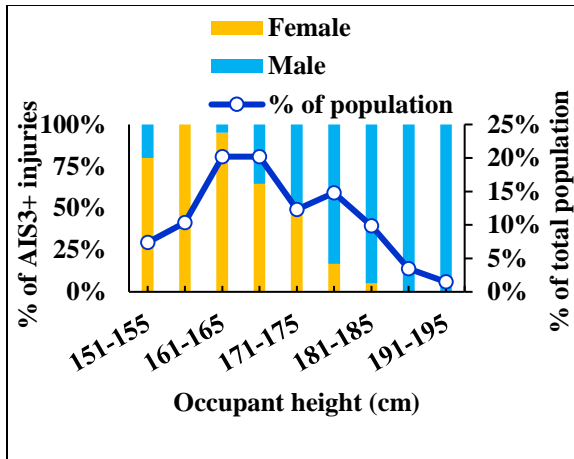 Female
Male
% of population
% of AIS3+ injuries
100%
75%
50%
25%
0%
25%
20%
15%
10%
5%
0%
% of total population
151-155
161-165
171-175
181-185
191-195
Occupant height (cm)